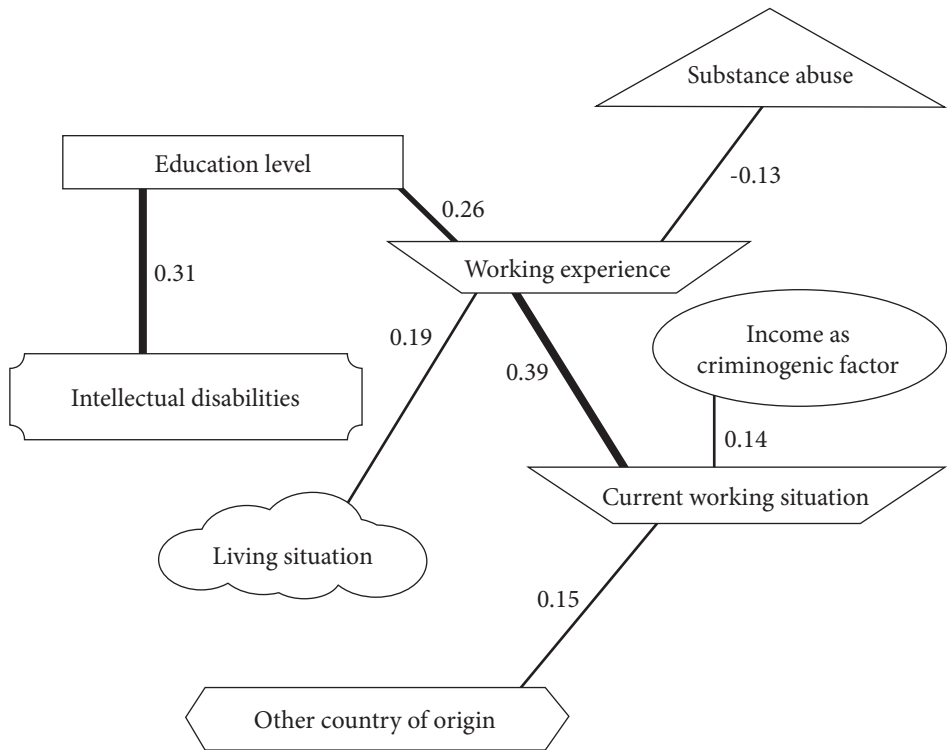 Substance abuse
Education level
-0.13
0.26
Working experience
0.31
0.19
Income as
criminogenic factor
0.39
Intellectual disabilities
0.14
Current working situation
Living situation
0.15
Other country of origin